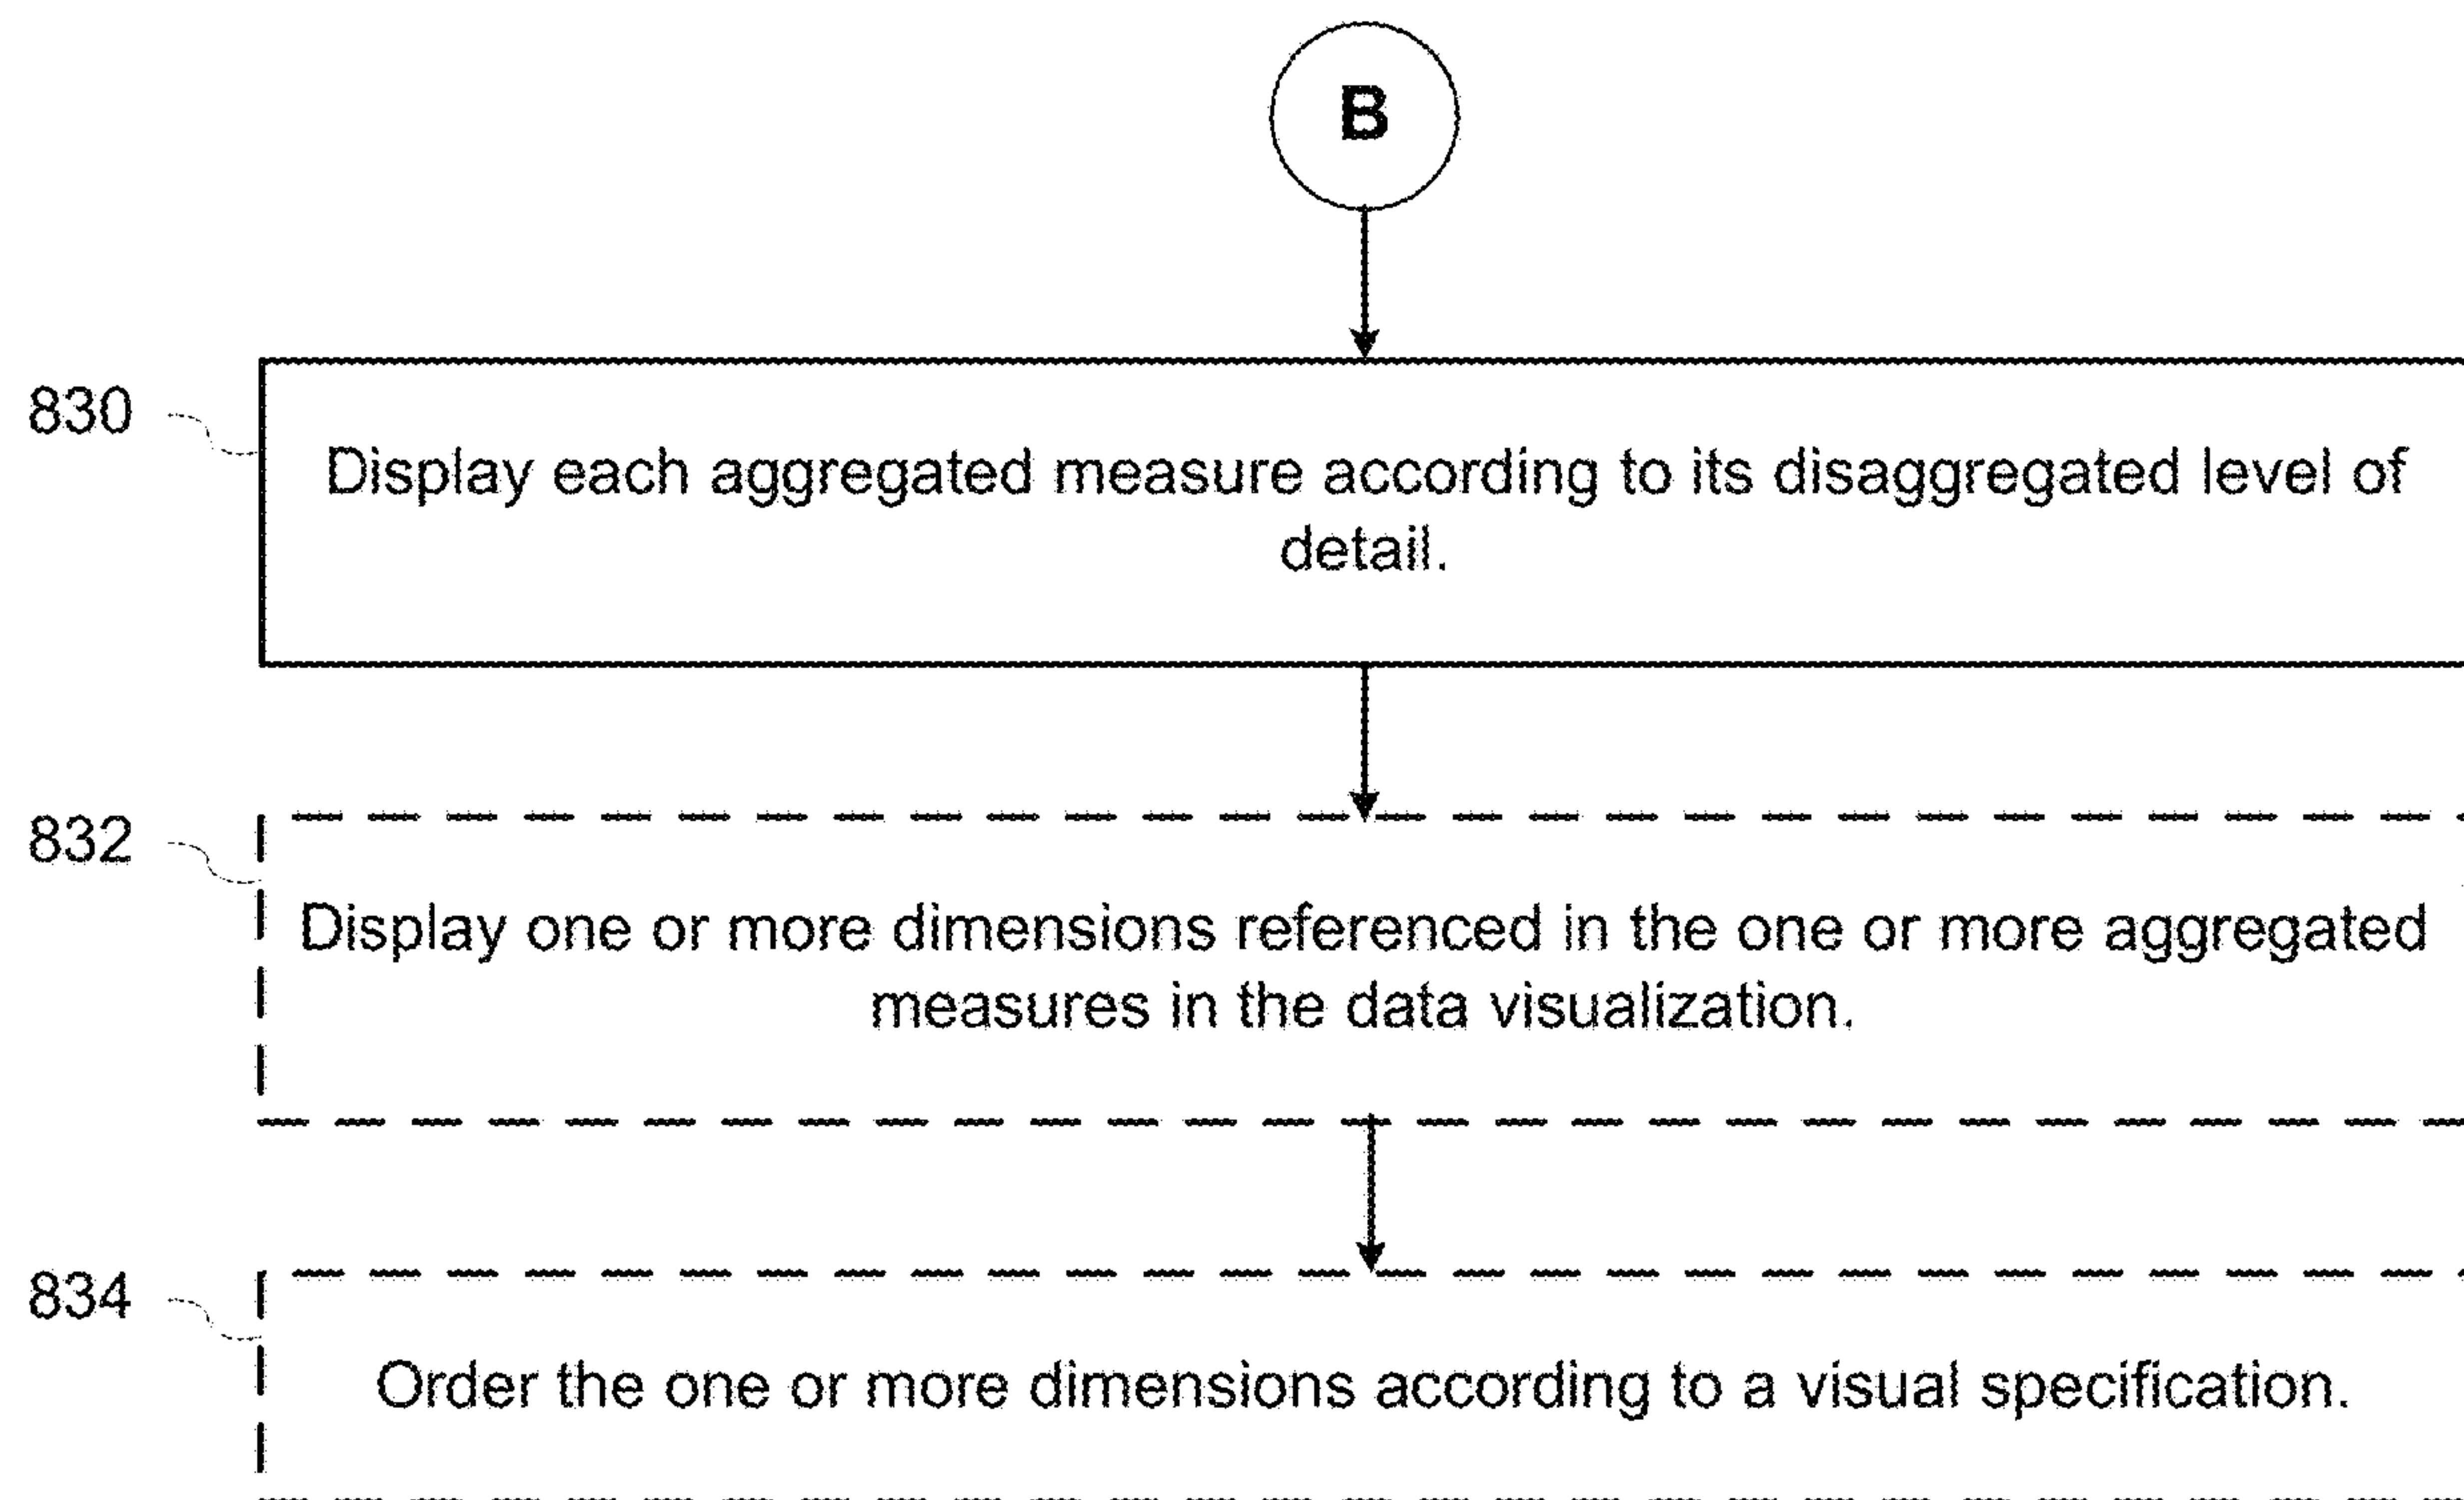 B
830
Display each aggregated measure according to its disaggregated level of
detail.
832
Display one or more dimensions referenced in the one or more aggregated
measures in the data visualization.
834
Order the one or more dimensions according to a visual specification.